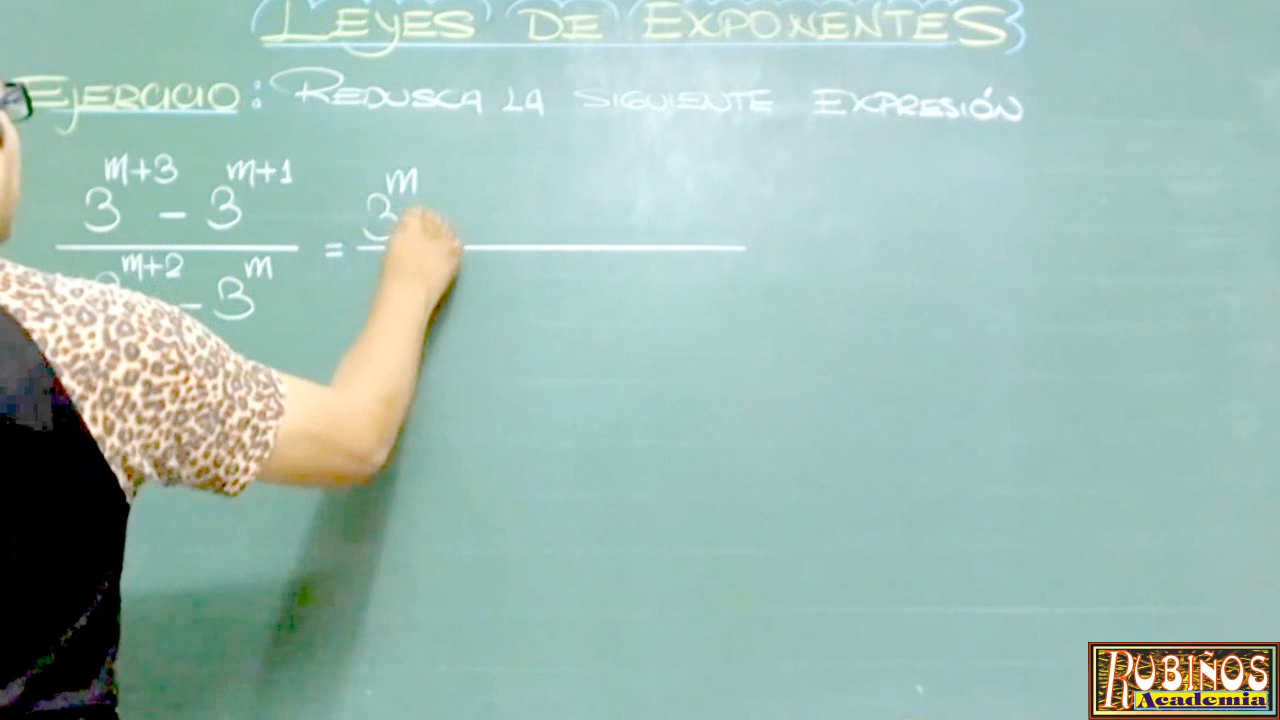 LEYES DE EXPONENTES
EJERCICIO: REDUSCA LA SIGUIENTE EXPRESIÓN
3^{m+3} - 3^{m+1} = 3^m
3^{m+2} - 3^m
RUBIÑOS
Academia